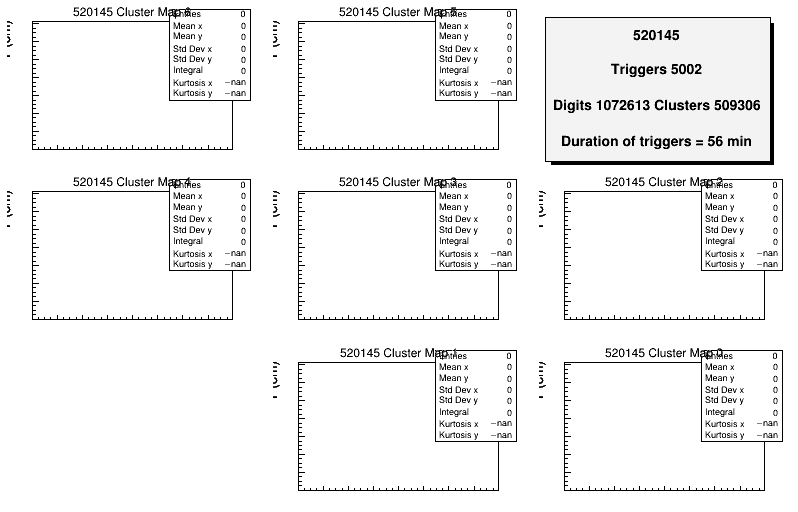 520145 Cluster Map 6
Entries 0
Mean x 0
Mean y 0
Std Dev x 0
Std Dev y 0
Integral 0
Kurtosis x −nan
Kurtosis y −nan
520145 Cluster Map 5
Entries 0
Mean x 0
Mean y 0
Std Dev x 0
Std Dev y 0
Integral 0
Kurtosis x −nan
Kurtosis y −nan
520145
Triggers 5002
Digits 1072613 Clusters 509306
Duration of triggers = 56 min
520145 Cluster Map 4
Entries 0
Mean x 0
Mean y 0
Std Dev x 0
Std Dev y 0
Integral 0
Kurtosis x −nan
Kurtosis y −nan
520145 Cluster Map 3
Entries 0
Mean x 0
Mean y 0
Std Dev x 0
Std Dev y 0
Integral 0
Kurtosis x −nan
Kurtosis y −nan
520145 Cluster Map 2
Entries 0
Mean x 0
Mean y 0
Std Dev x 0
Std Dev y 0
Integral 0
Kurtosis x −nan
Kurtosis y −nan
520145 Cluster Map 1
Entries 0
Mean x 0
Mean y 0
Std Dev x 0
Std Dev y 0
Integral 0
Kurtosis x −nan
Kurtosis y −nan
520145 Cluster Map 0
Entries 0
Mean x 0
Mean y 0
Std Dev x 0
Std Dev y 0
Integral 0
Kurtosis x −nan
Kurtosis y −nan